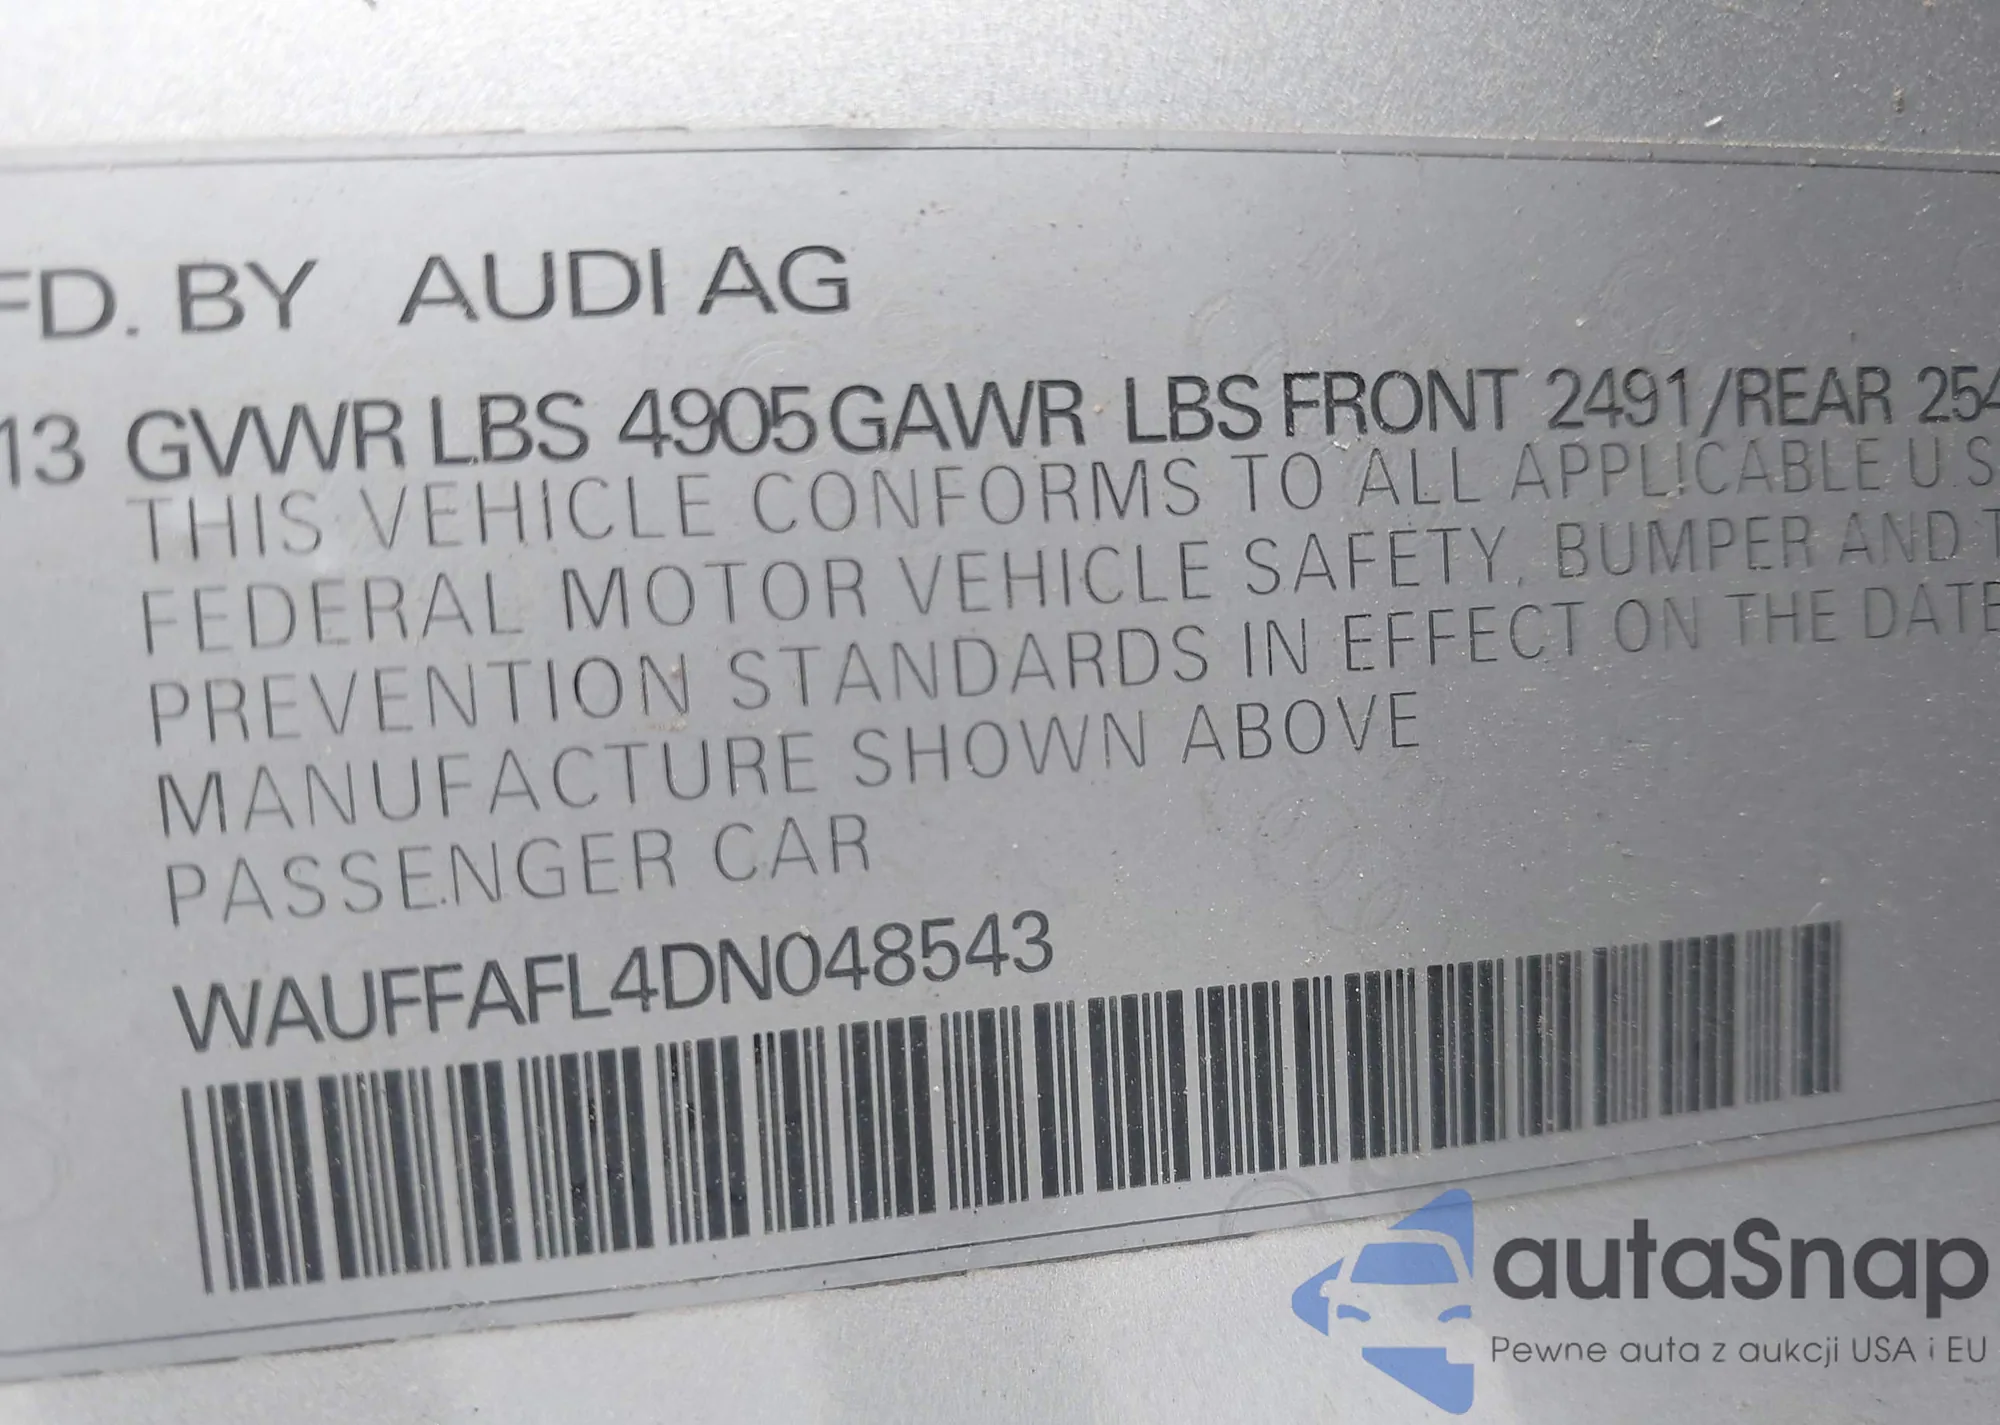 FD. BY AUDI AG
13 GVWR LBS 4905 GAWR LBS FRONT 2491/REAR 254
THIS VEHICLE CONFORMS TO ALL APPLICABLE U.S
FEDERAL MOTOR VEHICLE SAFETY, BUMPER AND T
PREVENTION STANDARDS IN EFFECT ON THE DATE
MANUFACTURE SHOWN ABOVE
PASSENGER CAR
WAUFFAFL4DN048543
autaSnap
Pewne auta z aukcji USA i EU